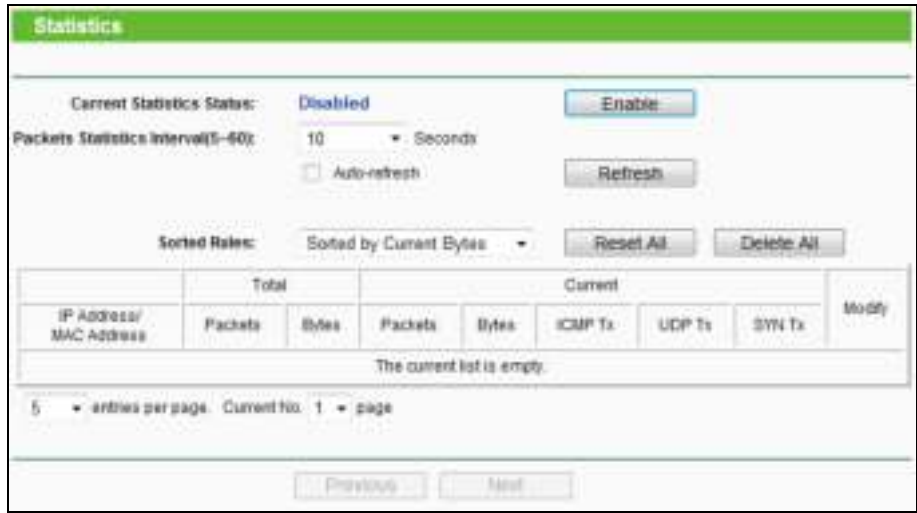 Statistics
Current Statistics Status: Disabled Enable
Packets Statistics Interval(5~60): 10 Seconds
Auto-refresh Refresh
Sorted Rules: Sorted by Current Bytes Reset All Delete All
Total Current Modify
IP Address/
MAC Address Packets Bytes Packets Bytes ICMP Tx UDP Tx SYN Tx
The current list is empty.
5 entries per page. Current No. 1 page
Previous Next